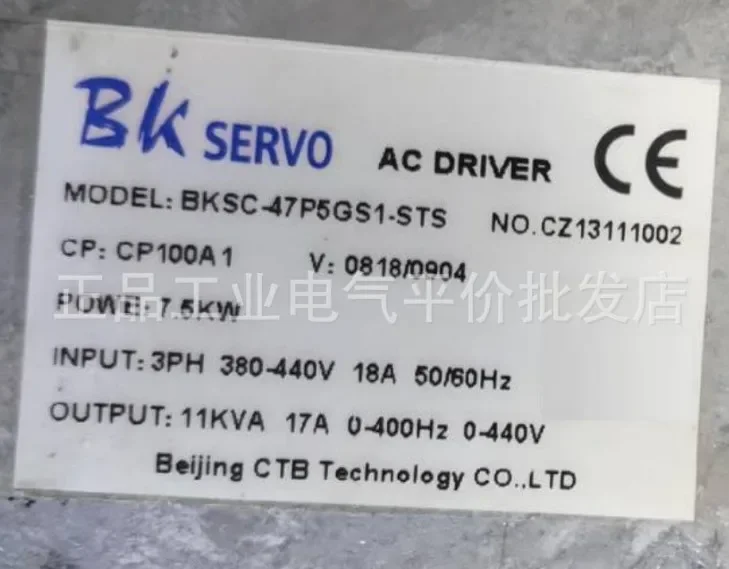 BK SERVO AC DRIVER CE
MODEL: BKSC-47P5GS1-STS NO.CZ13111002
CP: CP100A1 V: 0818/0904
正品工业电气平价批发店
POWE: 7.5KW
INPUT: 3PH 380-440V 18A 50/60Hz
OUTPUT: 11KVA 17A 0-400Hz 0-440V
Beijing CTB Technology CO.,LTD